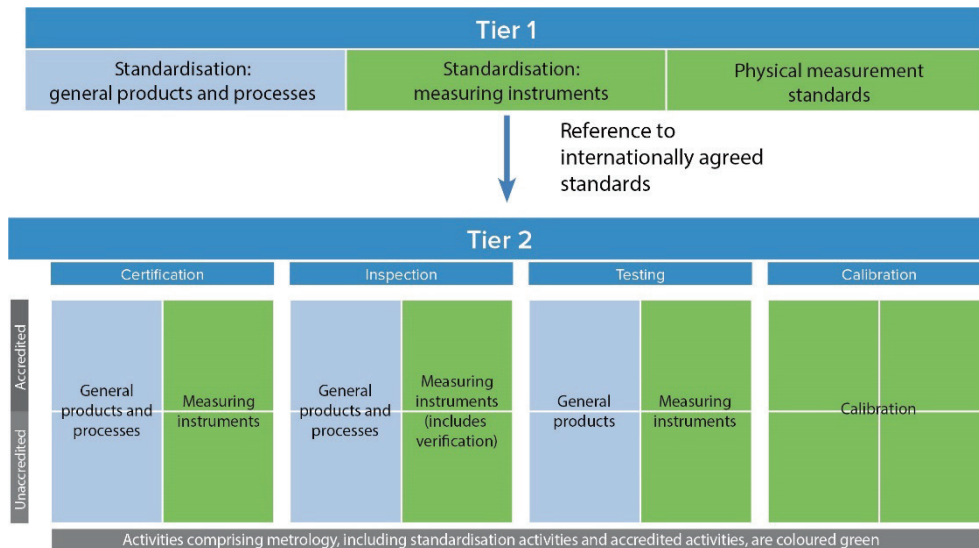 Tier 1
Standardisation:
general products and processes
Standardisation:
measuring instruments
Physical measurement
standards
Reference to
internationally agreed
standards
Tier 2
Certification
Inspection
Testing
Calibration
Accredited
Unaccredited
General
products and
processes
Measuring
instruments
General
products and
processes
Measuring
instruments
(includes
verification)
General
products
Measuring
instruments
Calibration
Activities comprising metrology, including standardisation activities and accredited activities, are coloured green